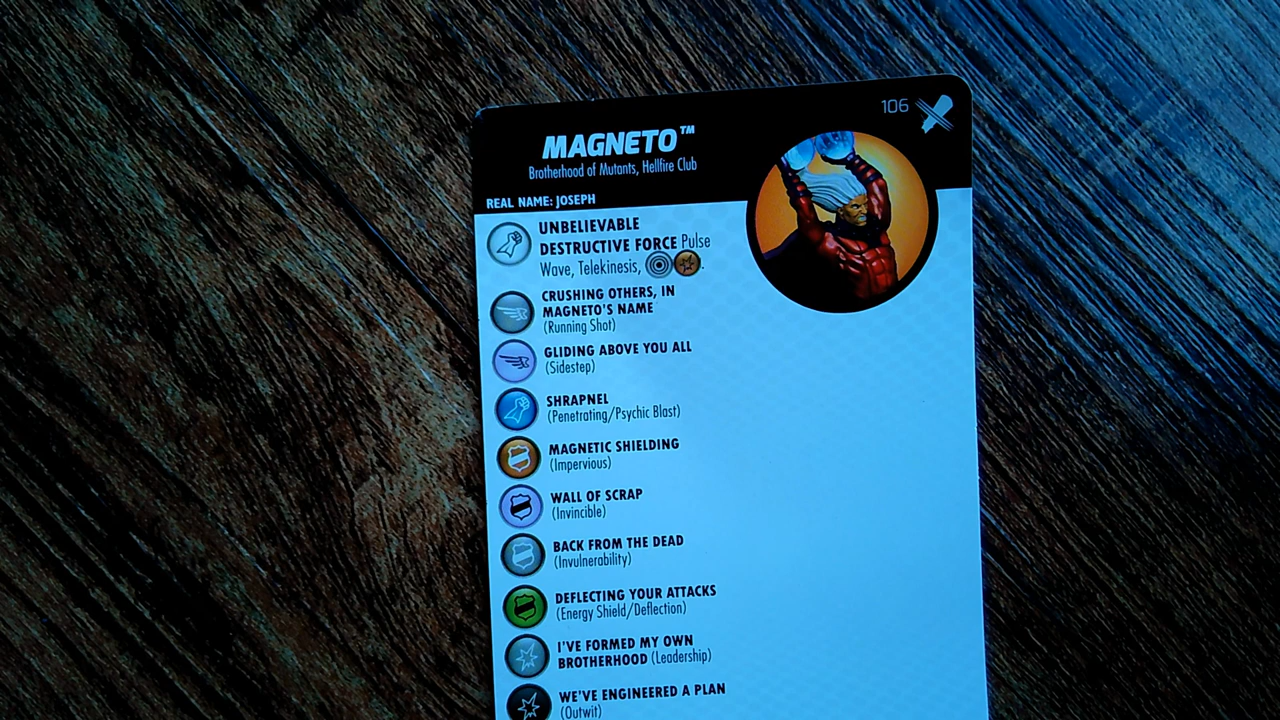 106
MAGNETO™
Brotherhood of Mutants, Hellfire Club
REAL NAME: JOSEPH
UNBELIEVABLE
DESTRUCTIVE FORCE Pulse
Wave, Telekinesis, .
CRUSHING OTHERS, IN
MAGNETO'S NAME
(Running Shot)
GLIDING ABOVE YOU ALL
(Sidestep)
SHRAPNEL
(Penetrating/Psychic Blast)
MAGNETIC SHIELDING
(Impervious)
WALL OF SCRAP
(Invincible)
BACK FROM THE DEAD
(Invulnerability)
DEFLECTING YOUR ATTACKS
(Energy Shield/Deflection)
I'VE FORMED MY OWN
BROTHERHOOD (Leadership)
WE'VE ENGINEERED A PLAN
(Outwit)